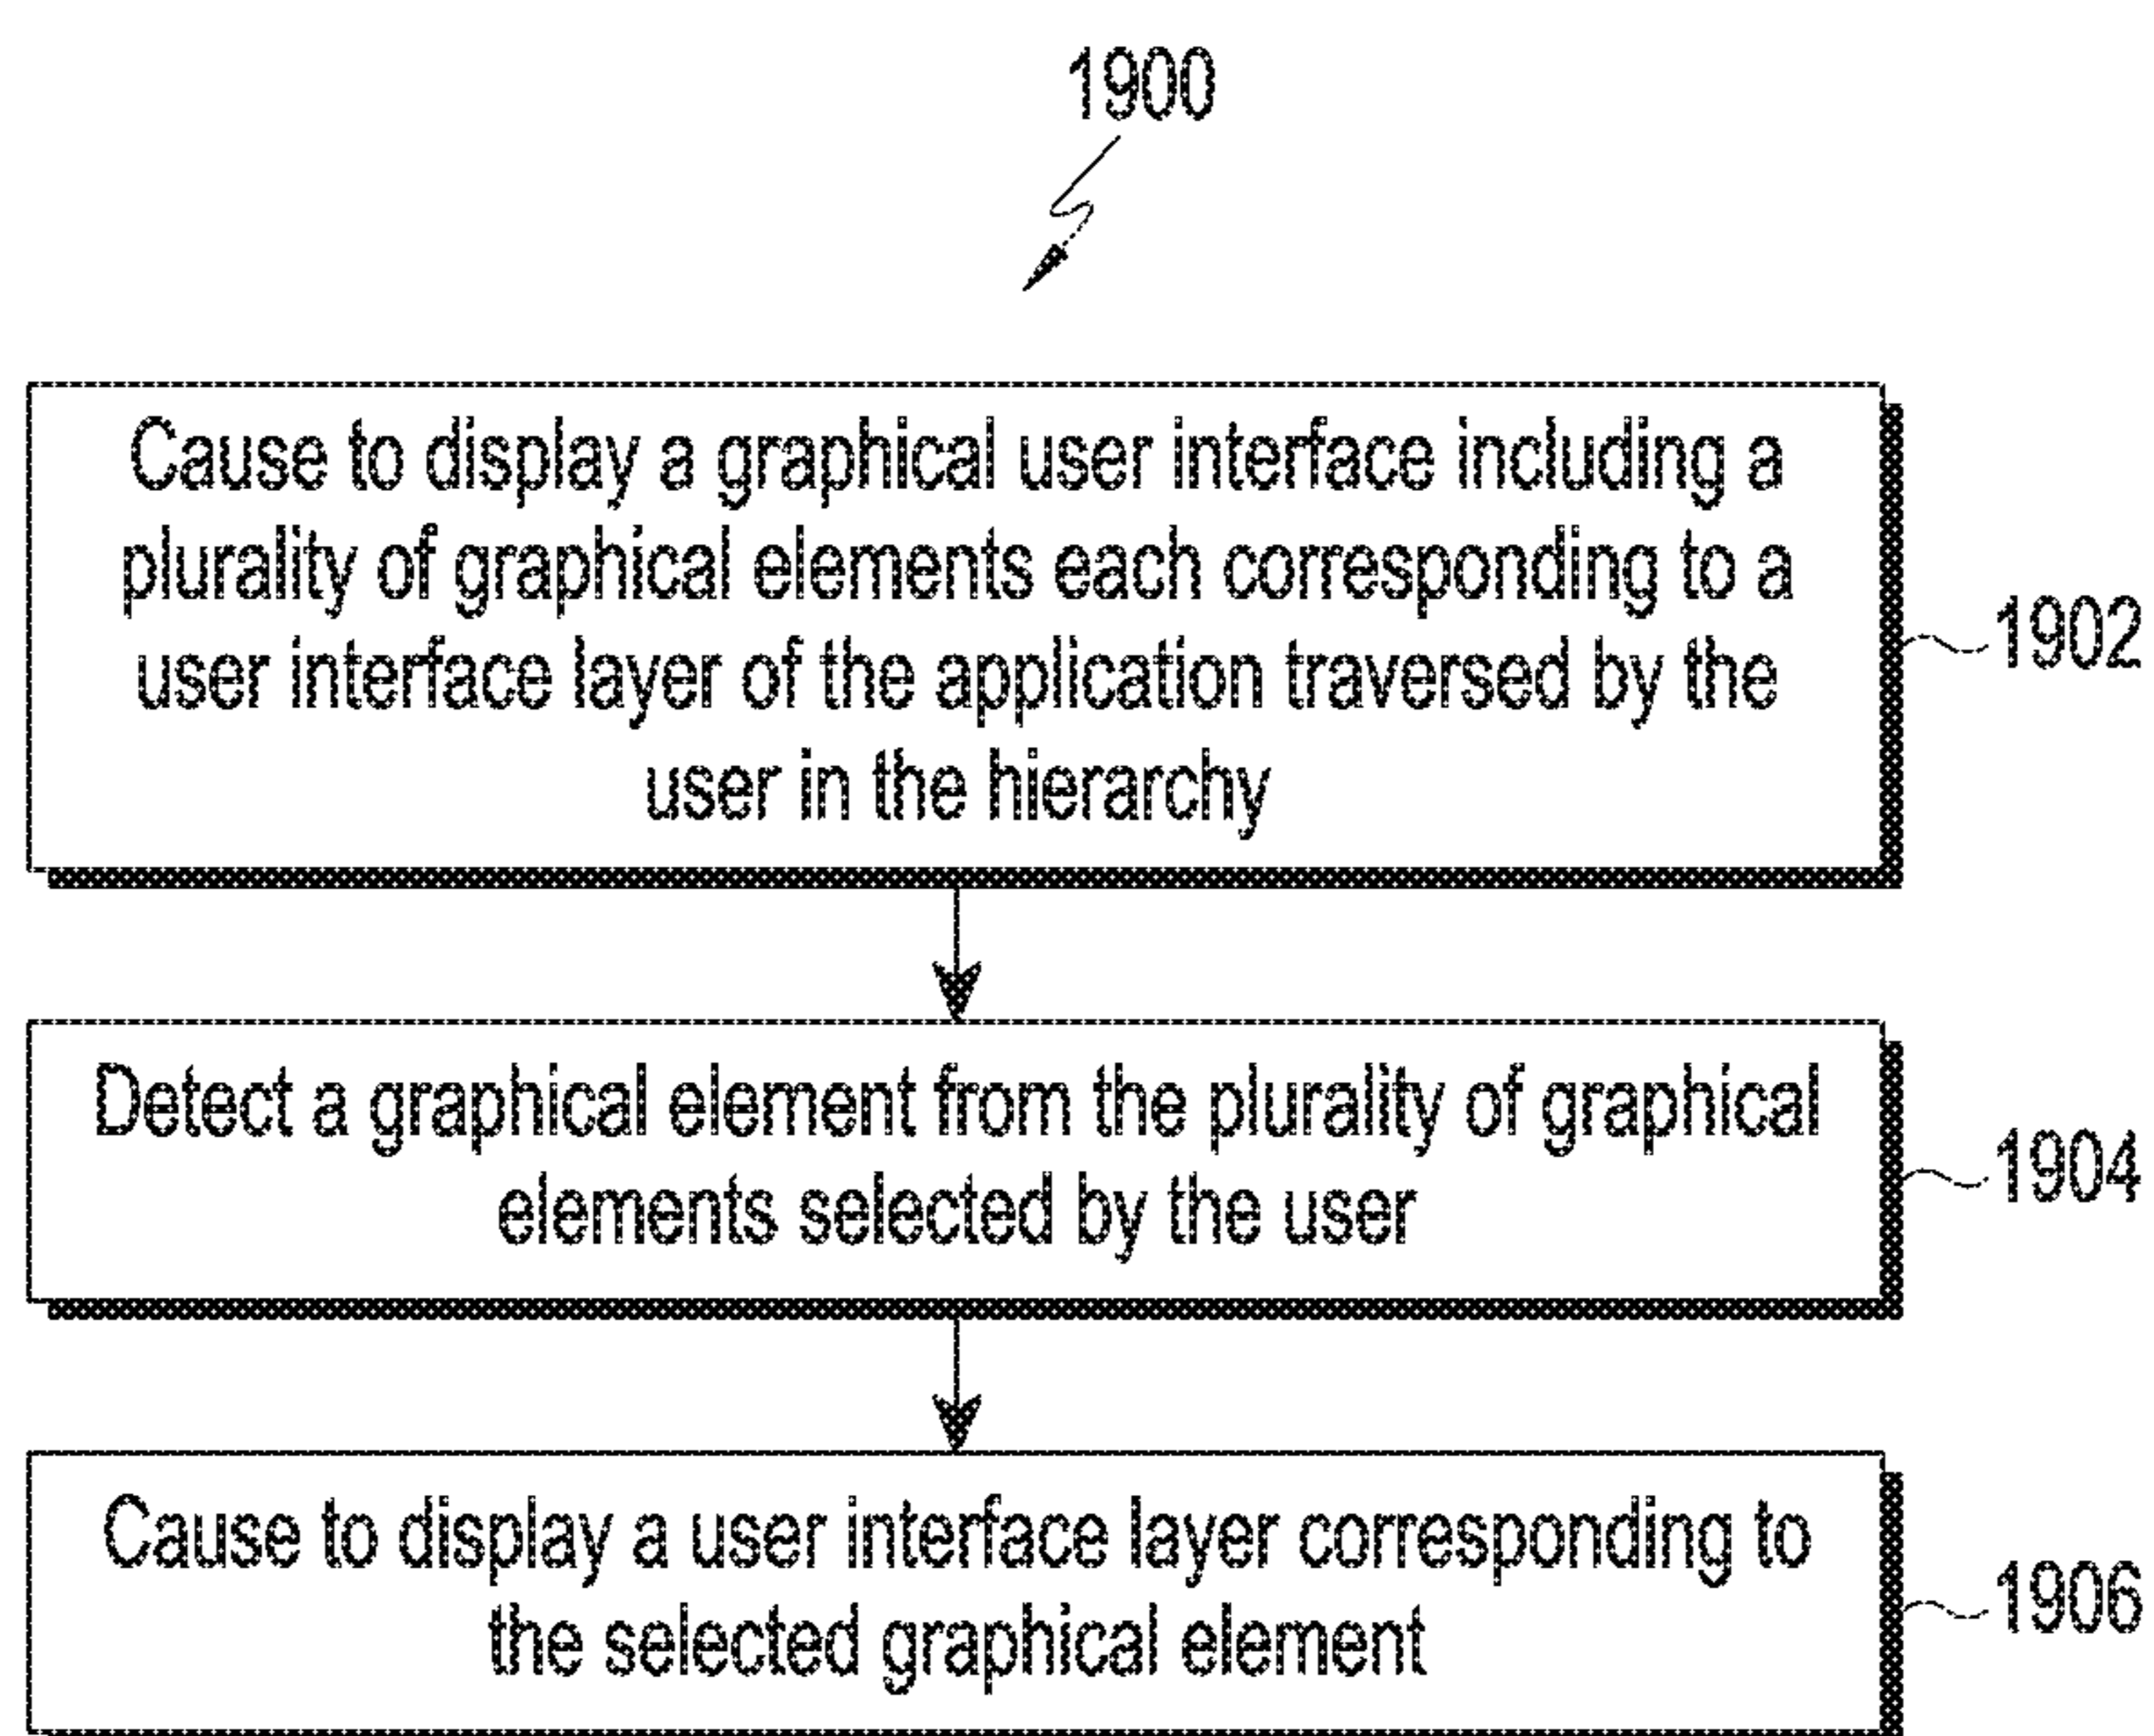 1900
Cause to display a graphical user interface including a
plurality of graphical elements each corresponding to a
user interface layer of the application traversed by the
user in the hierarchy
1902
Detect a graphical element from the plurality of graphical
elements selected by the user
1904
Cause to display a user interface layer corresponding to
the selected graphical element
1906